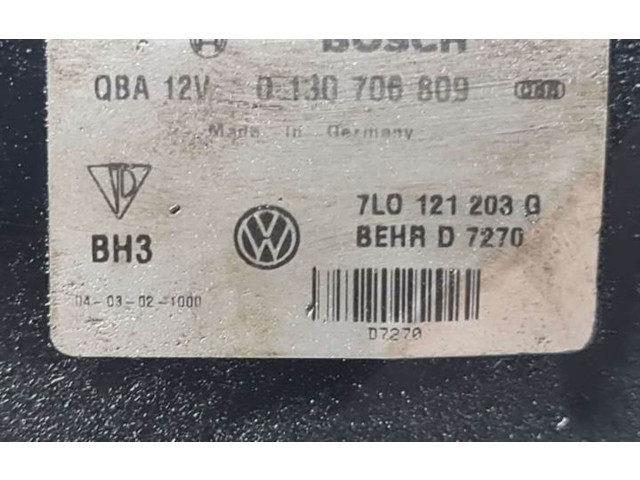 BOSCH
QBA 12V 0 130 706 809
Made in Germany
7L0 121 203 G
BH3
BEHR D 7270
04-03-02-1000
D7270